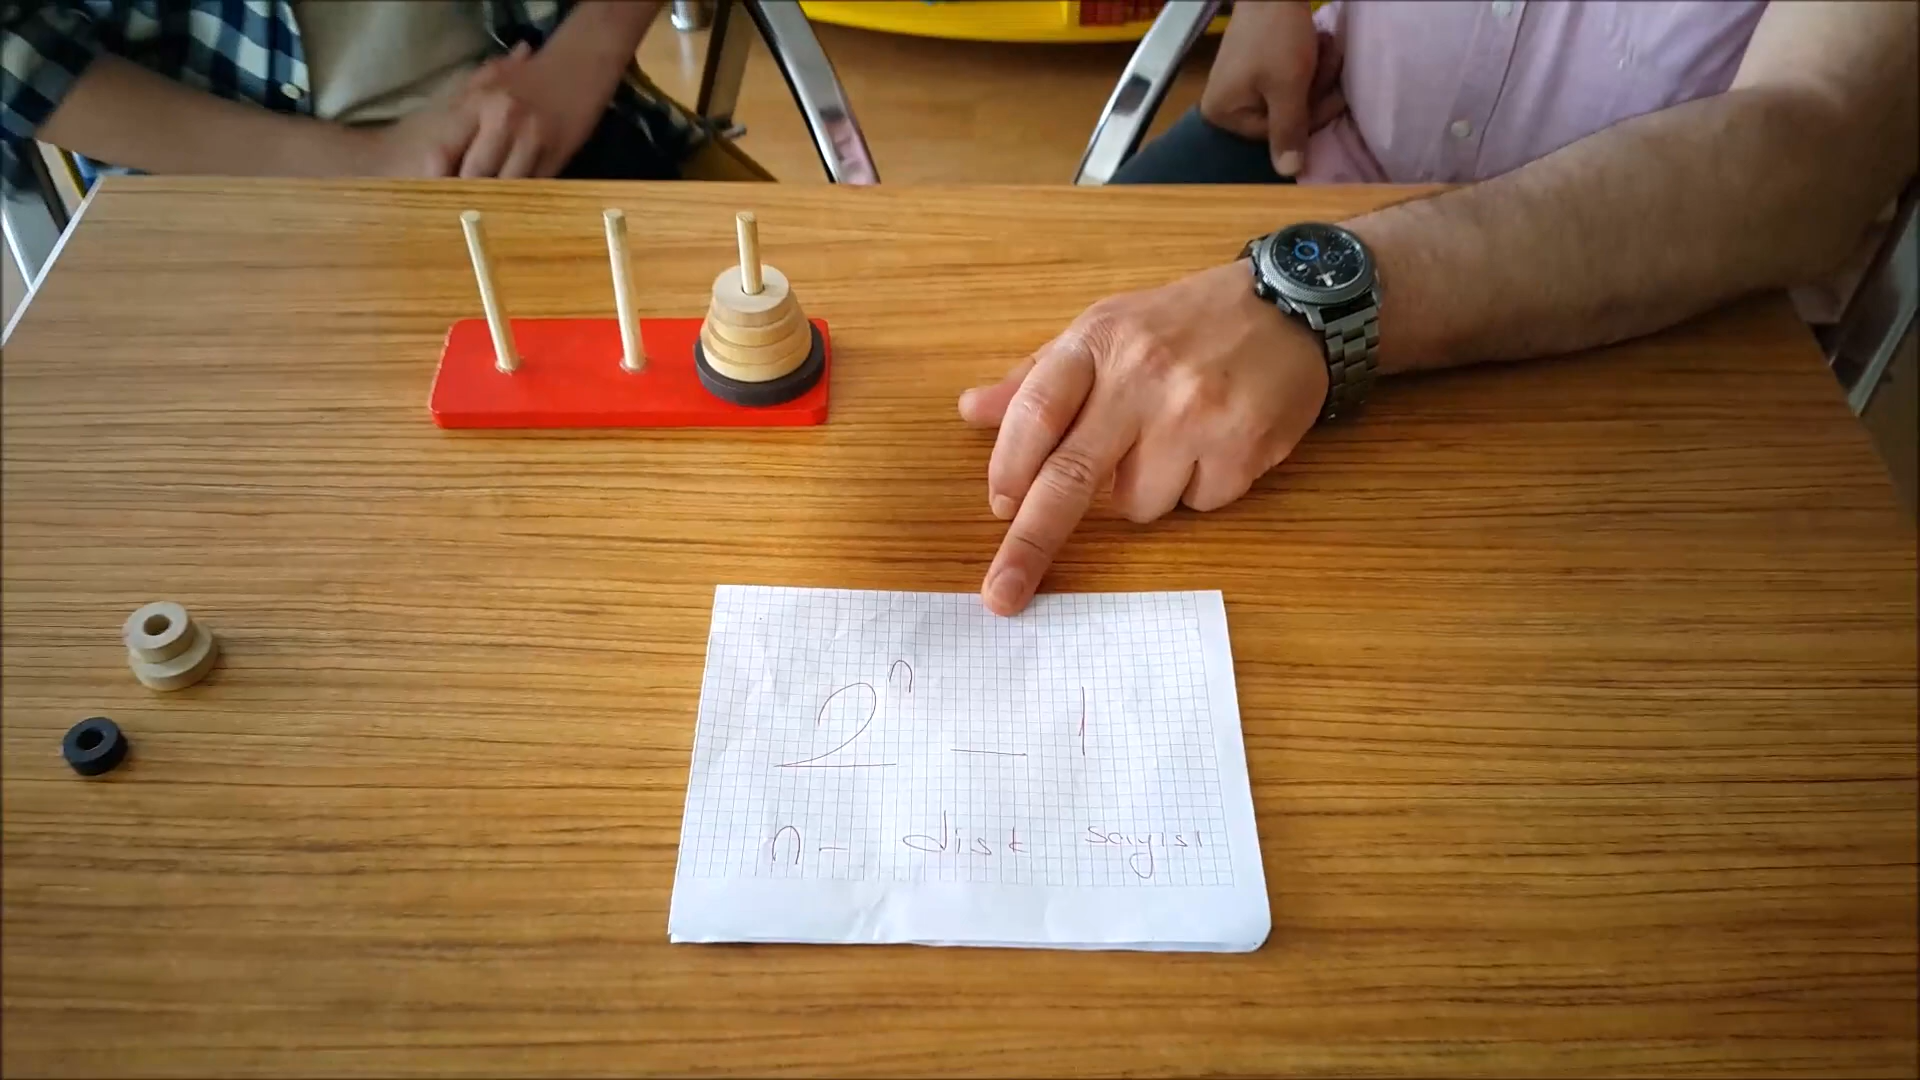 2ⁿ - 1
n - disk sayısı